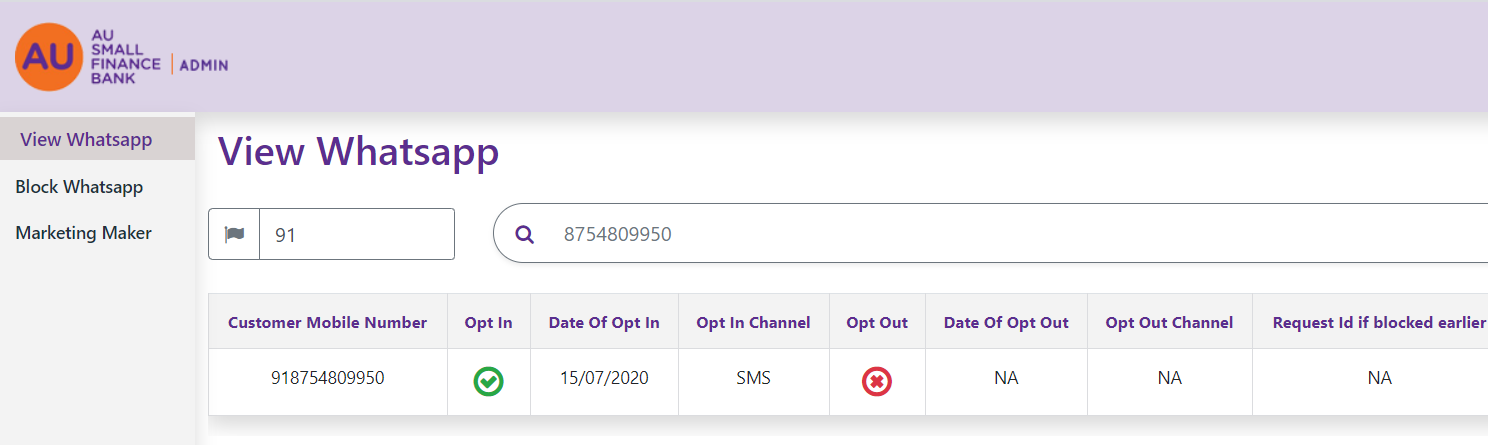 AU
AU
SMALL
FINANCE
BANK
ADMIN
View Whatsapp
Block Whatsapp
Marketing Maker
View Whatsapp
91
8754809950
Customer Mobile Number Opt In Date Of Opt In Opt In Channel Opt Out Date Of Opt Out Opt Out Channel Request Id if blocked earlier
918754809950 15/07/2020 SMS NA NA NA